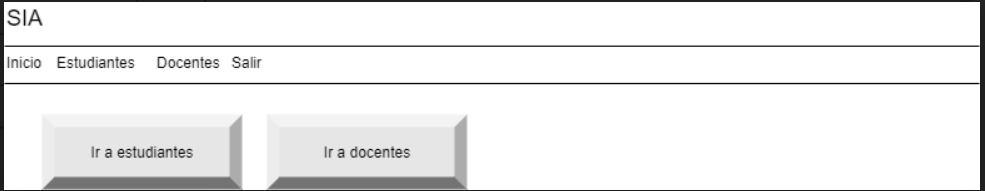 SIA
Inicio Estudiantes Docentes Salir
Ir a estudiantes Ir a docentes